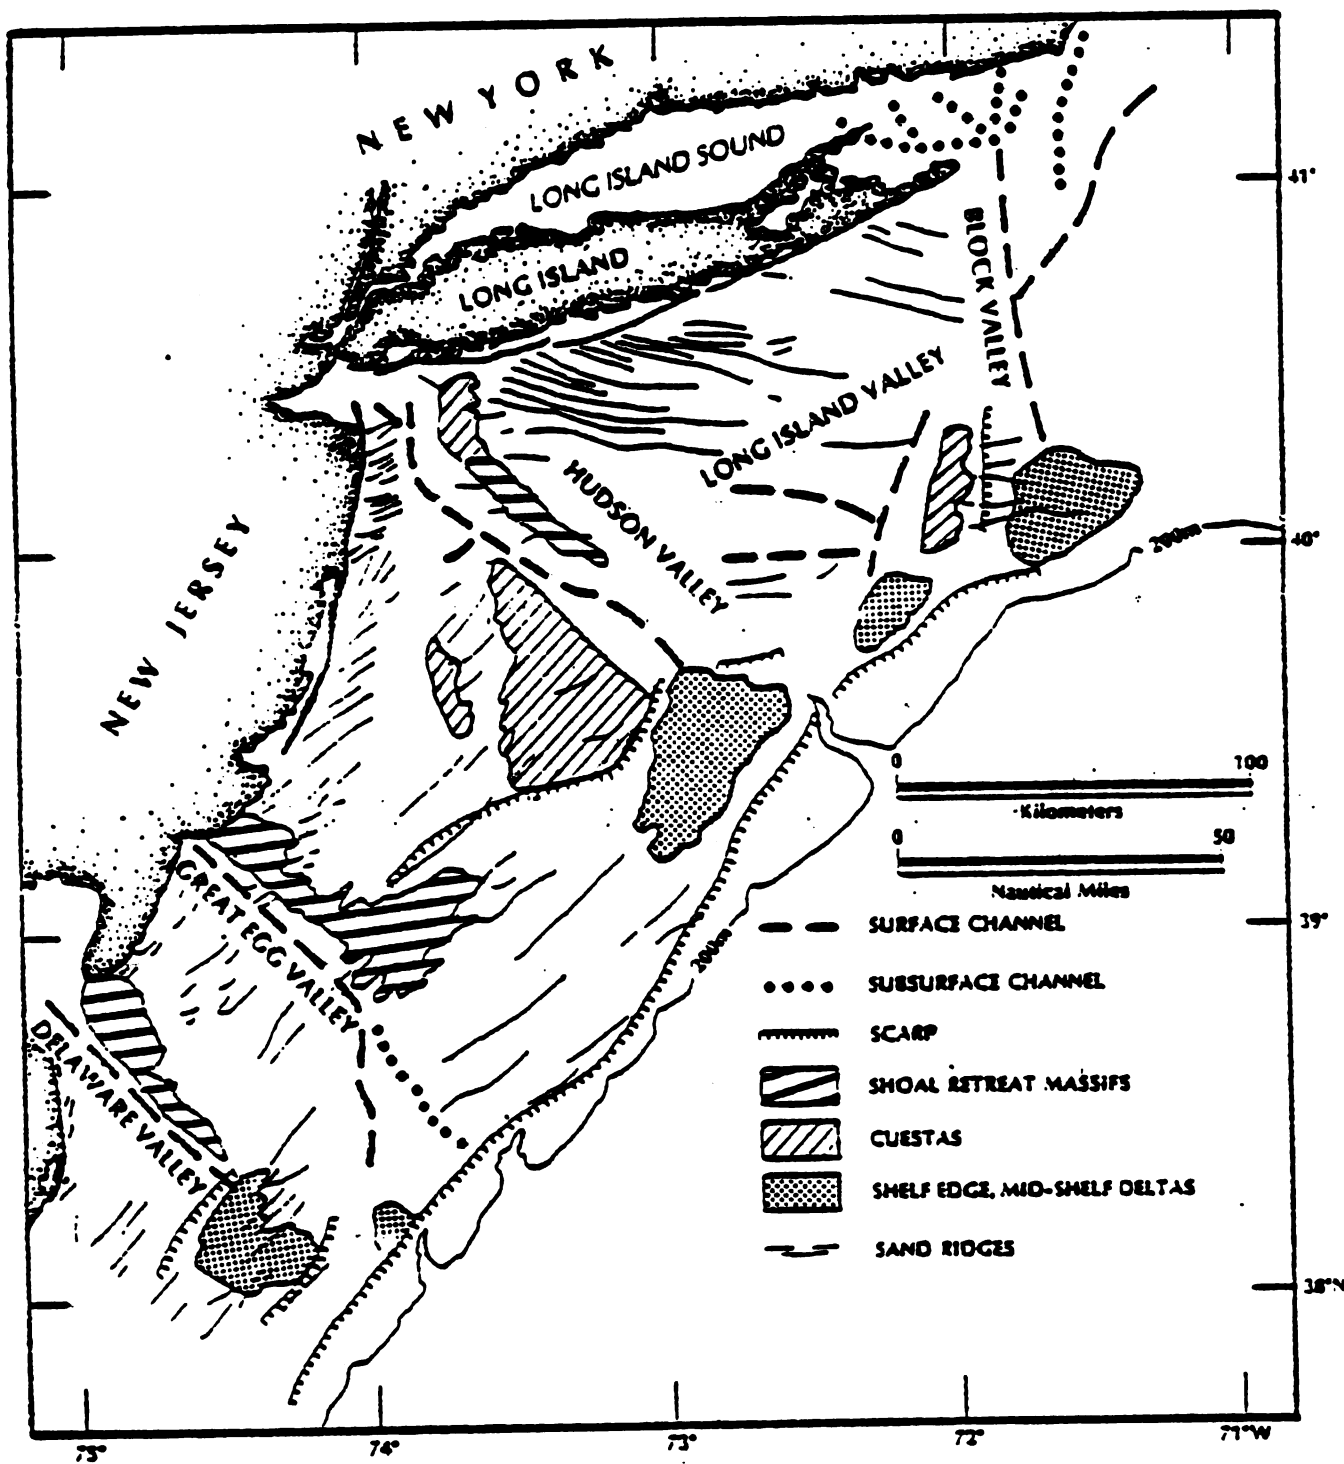 NEW YORK
LONG ISLAND SOUND
LONG ISLAND
BLOCK VALLEY
41°
LONG ISLAND VALLEY
HUDSON VALLEY
NEW JERSEY
200m
40°
0 100
Kilometers
0 50
Nautical Miles
GREAT EGG VALLEY
DELAWARE VALLEY
200m
39°
SURFACE CHANNEL
SUBSURFACE CHANNEL
SCARP
SHOAL RETREAT MASSIFS
CUESTAS
SHELF EDGE, MID-SHELF DELTAS
SAND RIDGES
38°N
75° 74° 73° 72° 71°W